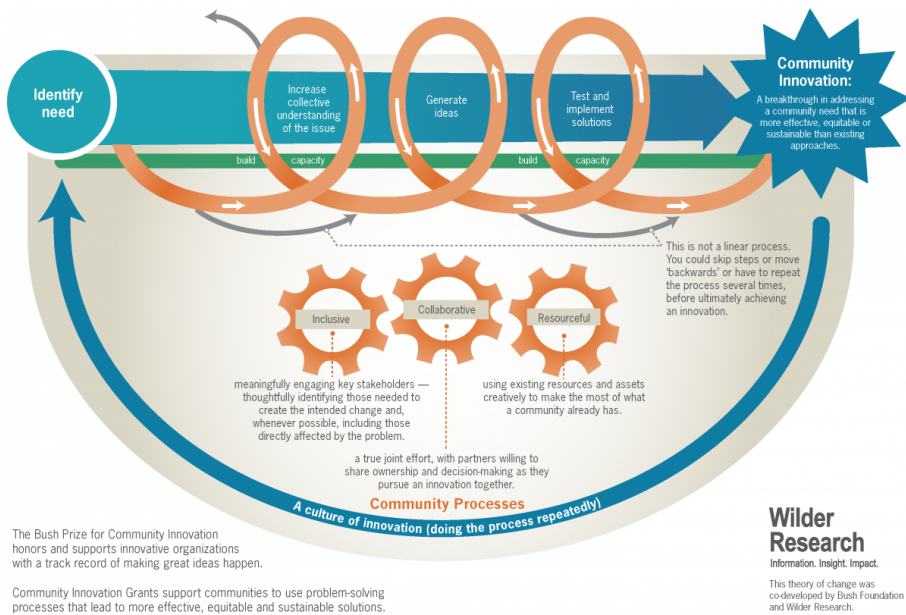 Identify
need
Increase
collective
understanding
of the issue
Generate
ideas
Test and
implement
solutions
Community
Innovation:
A breakthrough in addressing
a community need that is
more effective, equitable or
sustainable than existing
approaches.
build capacity
build capacity
This is not a linear process.
You could skip steps or move
‘backwards’ or have to repeat
the process several times,
before ultimately achieving
an innovation.
Inclusive
Collaborative
Resourceful
meaningfully engaging key stakeholders —
thoughtfully identifying those needed to
create the intended change and,
whenever possible, including those
directly affected by the problem.
using existing resources and assets
creatively to make the most of what
a community already has.
a true joint effort, with partners willing to
share ownership and decision-making as they
pursue an innovation together.
Community Processes
A culture of innovation (doing the process repeatedly)
The Bush Prize for Community Innovation
honors and supports innovative organizations
with a track record of making great ideas happen.
Community Innovation Grants support communities to use problem-solving
processes that lead to more effective, equitable and sustainable solutions.
Wilder
Research
Information. Insight. Impact.
This theory of change was
co-developed by Bush Foundation
and Wilder Research.